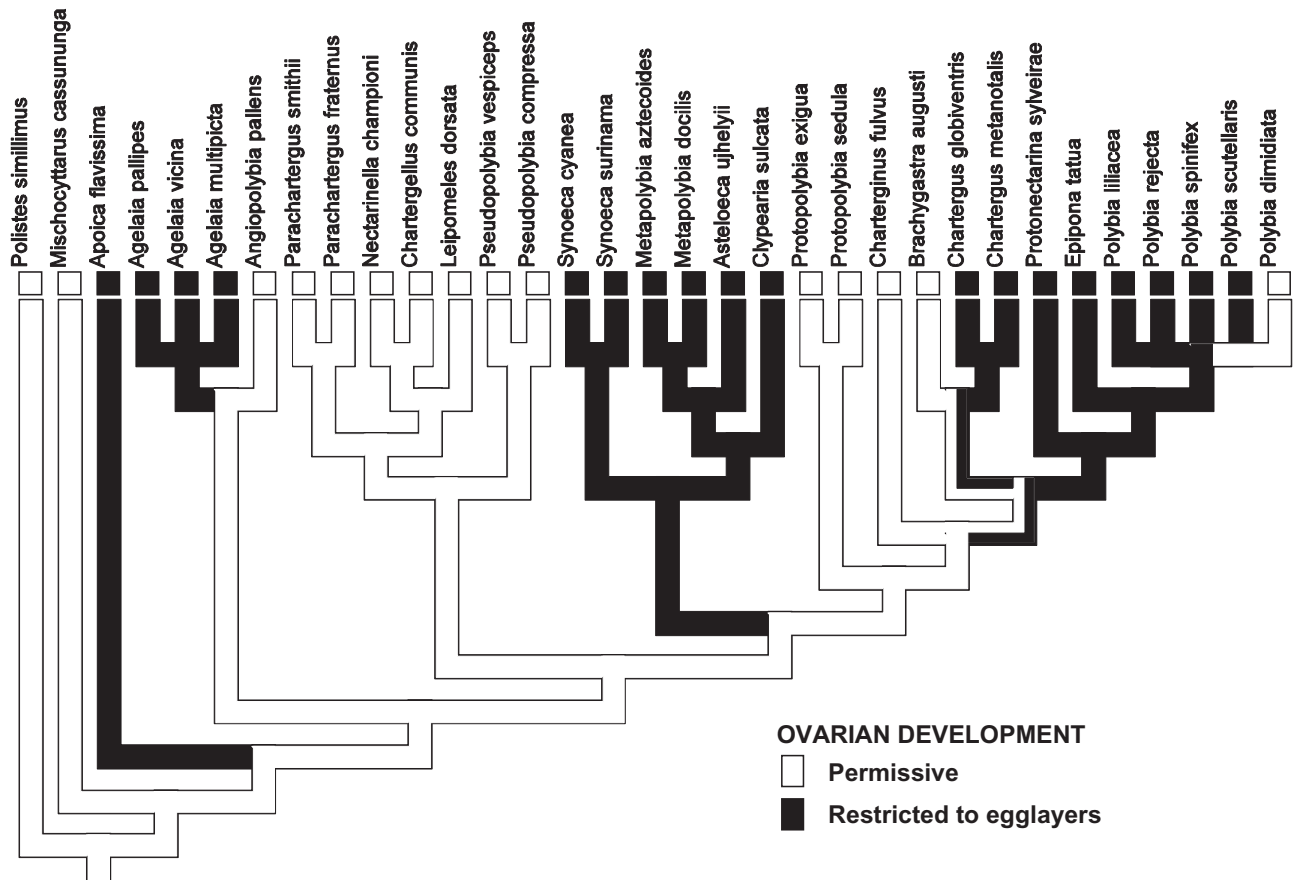 Polistes simillimus
Mischocyttarus cassununga
Apoica flavissima
Agelaia pallipes
Agelaia vicina
Agelaia multipicta
Angiopolybia pallens
Parachartergus smithii
Parachartergus fraternus
Nectarinella championi
Chartergellus communis
Leipomeles dorsata
Pseudopolybia vespiceps
Pseudopolybia compressa
Synoeca cyanea
Synoeca surinama
Metapolybia aztecoides
Metapolybia docilis
Asteloeca ujhelyii
Clypearia sulcata
Protopolybia exigua
Protopolybia sedula
Charterginus fulvus
Brachygastra augusti
Chartergus globiventris
Chartergus metanotalis
Protonectarina sylveirae
Epipona tatua
Polybia liliacea
Polybia rejecta
Polybia spinifex
Polybia scutellaris
Polybia dimidiata
OVARIAN DEVELOPMENT
Permissive
Restricted to egglayers